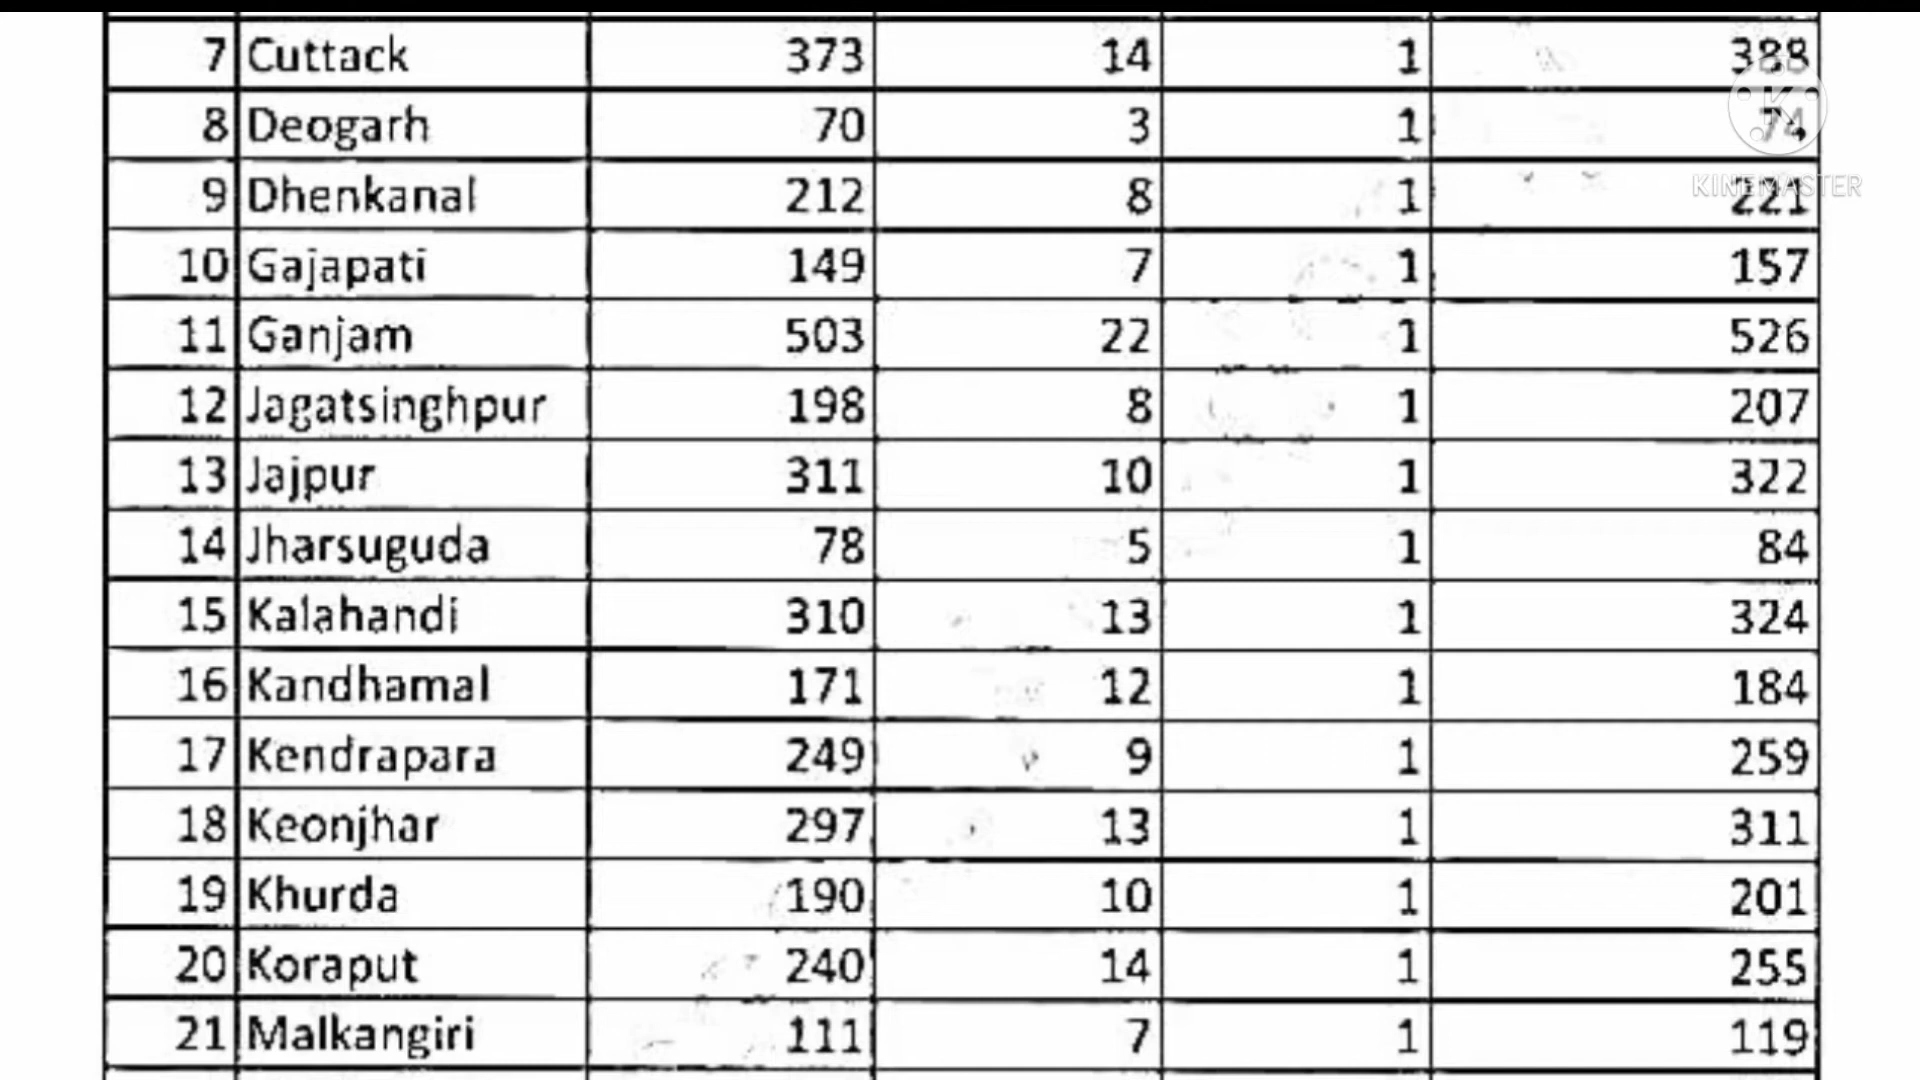 7 Cuttack 373 14 1 388
8 Deogarh 70 3 1 74
9 Dhenkanal 212 8 1 221
10 Gajapati 149 7 1 157
11 Ganjam 503 22 1 526
12 Jagatsinghpur 198 8 1 207
13 Jajpur 311 10 1 322
14 Jharsuguda 78 5 1 84
15 Kalahandi 310 13 1 324
16 Kandhamal 171 12 1 184
17 Kendrapara 249 9 1 259
18 Keonjhar 297 13 1 311
19 Khurda 190 10 1 201
20 Koraput 240 14 1 255
21 Malkangiri 111 7 1 119
KINEMASTER